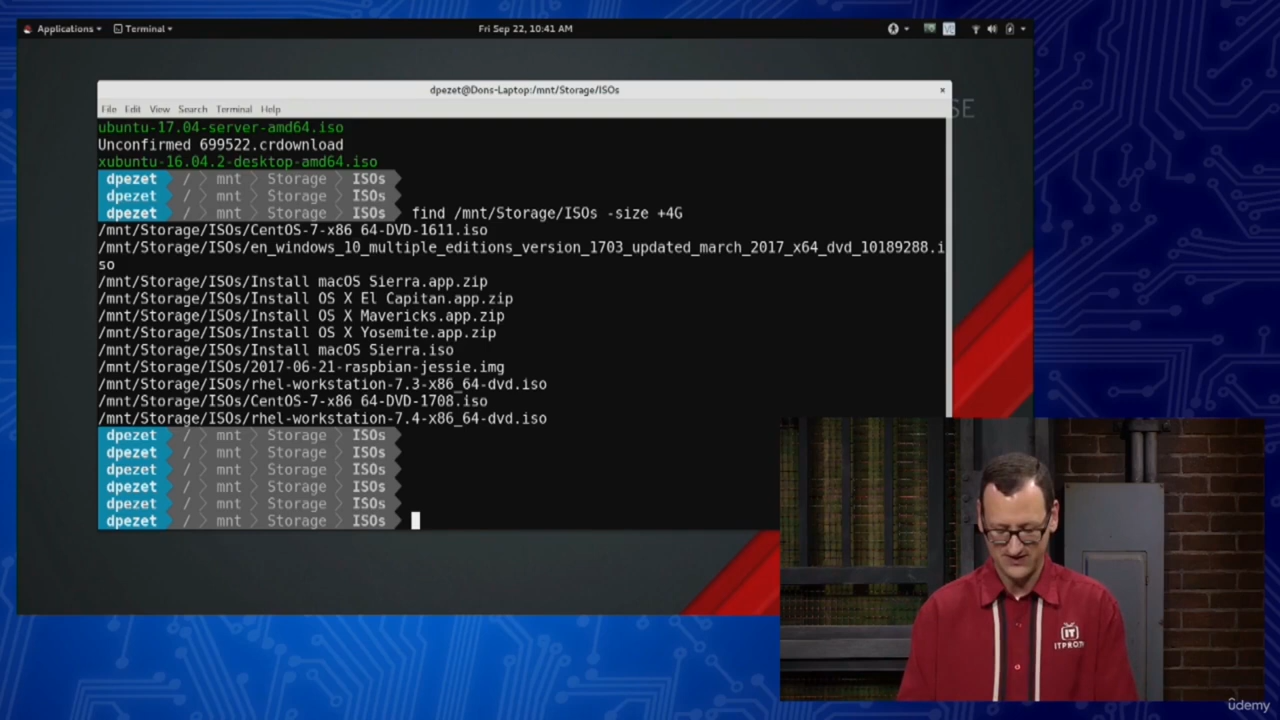 Applications
Terminal
Fri Sep 22, 10:41 AM
dpezet@Dons-Laptop:/mnt/Storage/ISOs
×
File Edit View Search Terminal Help
ubuntu-17.04-server-amd64.iso
Unconfirmed 699522.crdownload
xubuntu-16.04.2-desktop-amd64.iso
dpezet / mnt Storage ISOs
dpezet / mnt Storage ISOs
dpezet / mnt Storage ISOs find /mnt/Storage/ISOs -size +4G
/mnt/Storage/ISOs/CentOS-7-x86_64-DVD-1611.iso
/mnt/Storage/ISOs/en_windows_10_multiple_editions_version_1703_updated_march_2017_x64_dvd_10189288.i
so
/mnt/Storage/ISOs/Install macOS Sierra.app.zip
/mnt/Storage/ISOs/Install OS X El Capitan.app.zip
/mnt/Storage/ISOs/Install OS X Mavericks.app.zip
/mnt/Storage/ISOs/Install OS X Yosemite.app.zip
/mnt/Storage/ISOs/Install macOS Sierra.iso
/mnt/Storage/ISOs/2017-06-21-raspbian-jessie.img
/mnt/Storage/ISOs/rhel-workstation-7.3-x86_64-dvd.iso
/mnt/Storage/ISOs/CentOS-7-x86_64-DVD-1708.iso
/mnt/Storage/ISOs/rhel-workstation-7.4-x86_64-dvd.iso
dpezet / mnt Storage ISOs
dpezet / mnt Storage ISOs
dpezet / mnt Storage ISOs
dpezet / mnt Storage ISOs
dpezet / mnt Storage ISOs
dpezet / mnt Storage ISOs
SE
IT
ITPRO
udemy